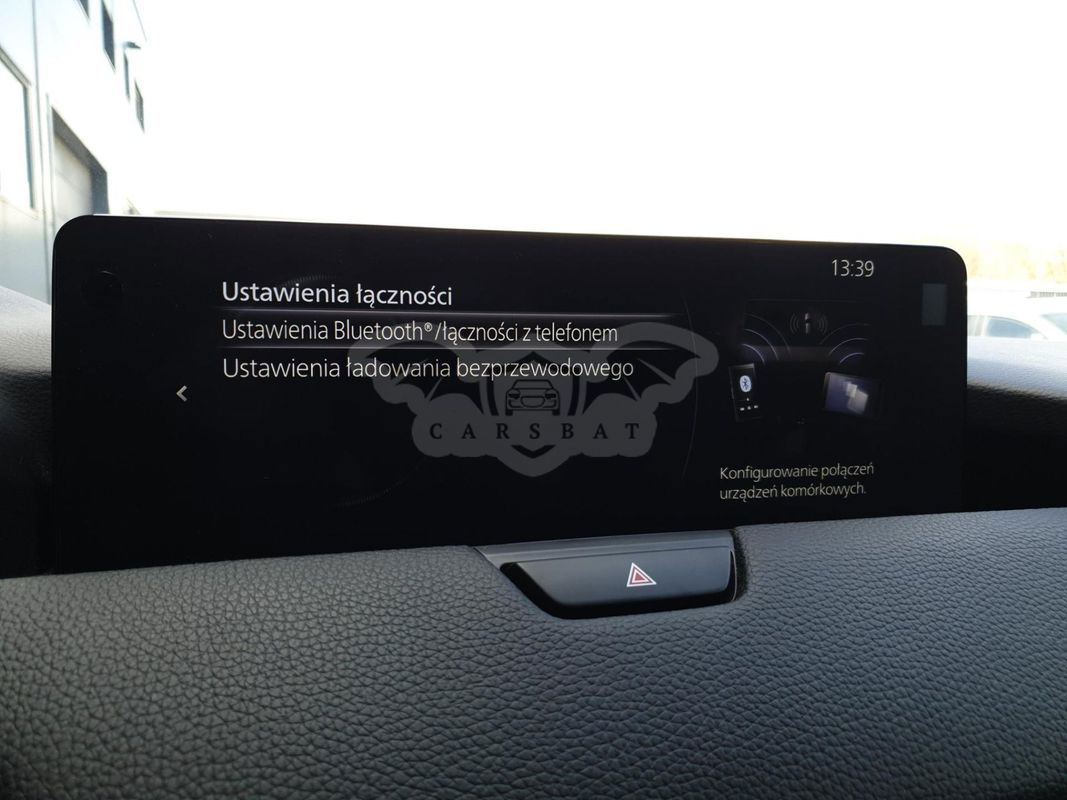 13:39
Ustawienia łączności
Ustawienia Bluetooth®/łączności z telefonem
Ustawienia ładowania bezprzewodowego
CARSBAT
Konfigurowanie połączeń
urządzeń komórkowych.